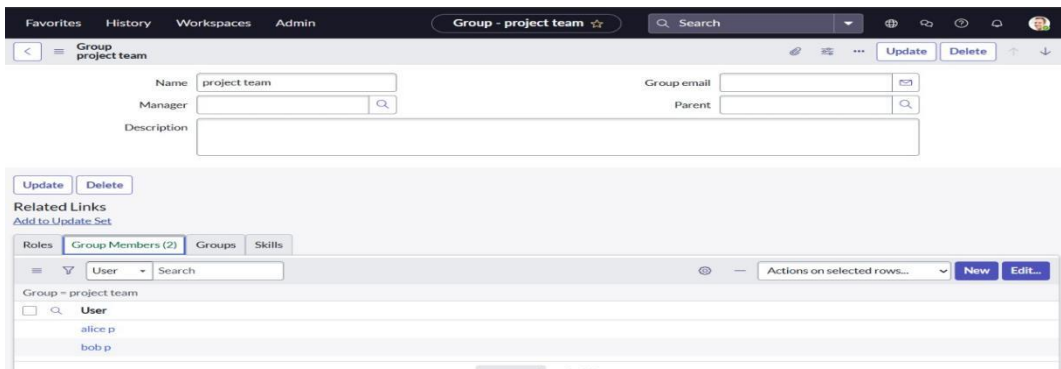 Favorites History Workspaces Admin Group - project team Search
Group
project team
Update Delete
Name project team Group email
Manager Parent
Description
Update Delete
Related Links
Add to Update Set
Roles Group Members (2) Groups Skills
User Search Actions on selected rows... New Edit...
Group = project team
User
alice p
bob p